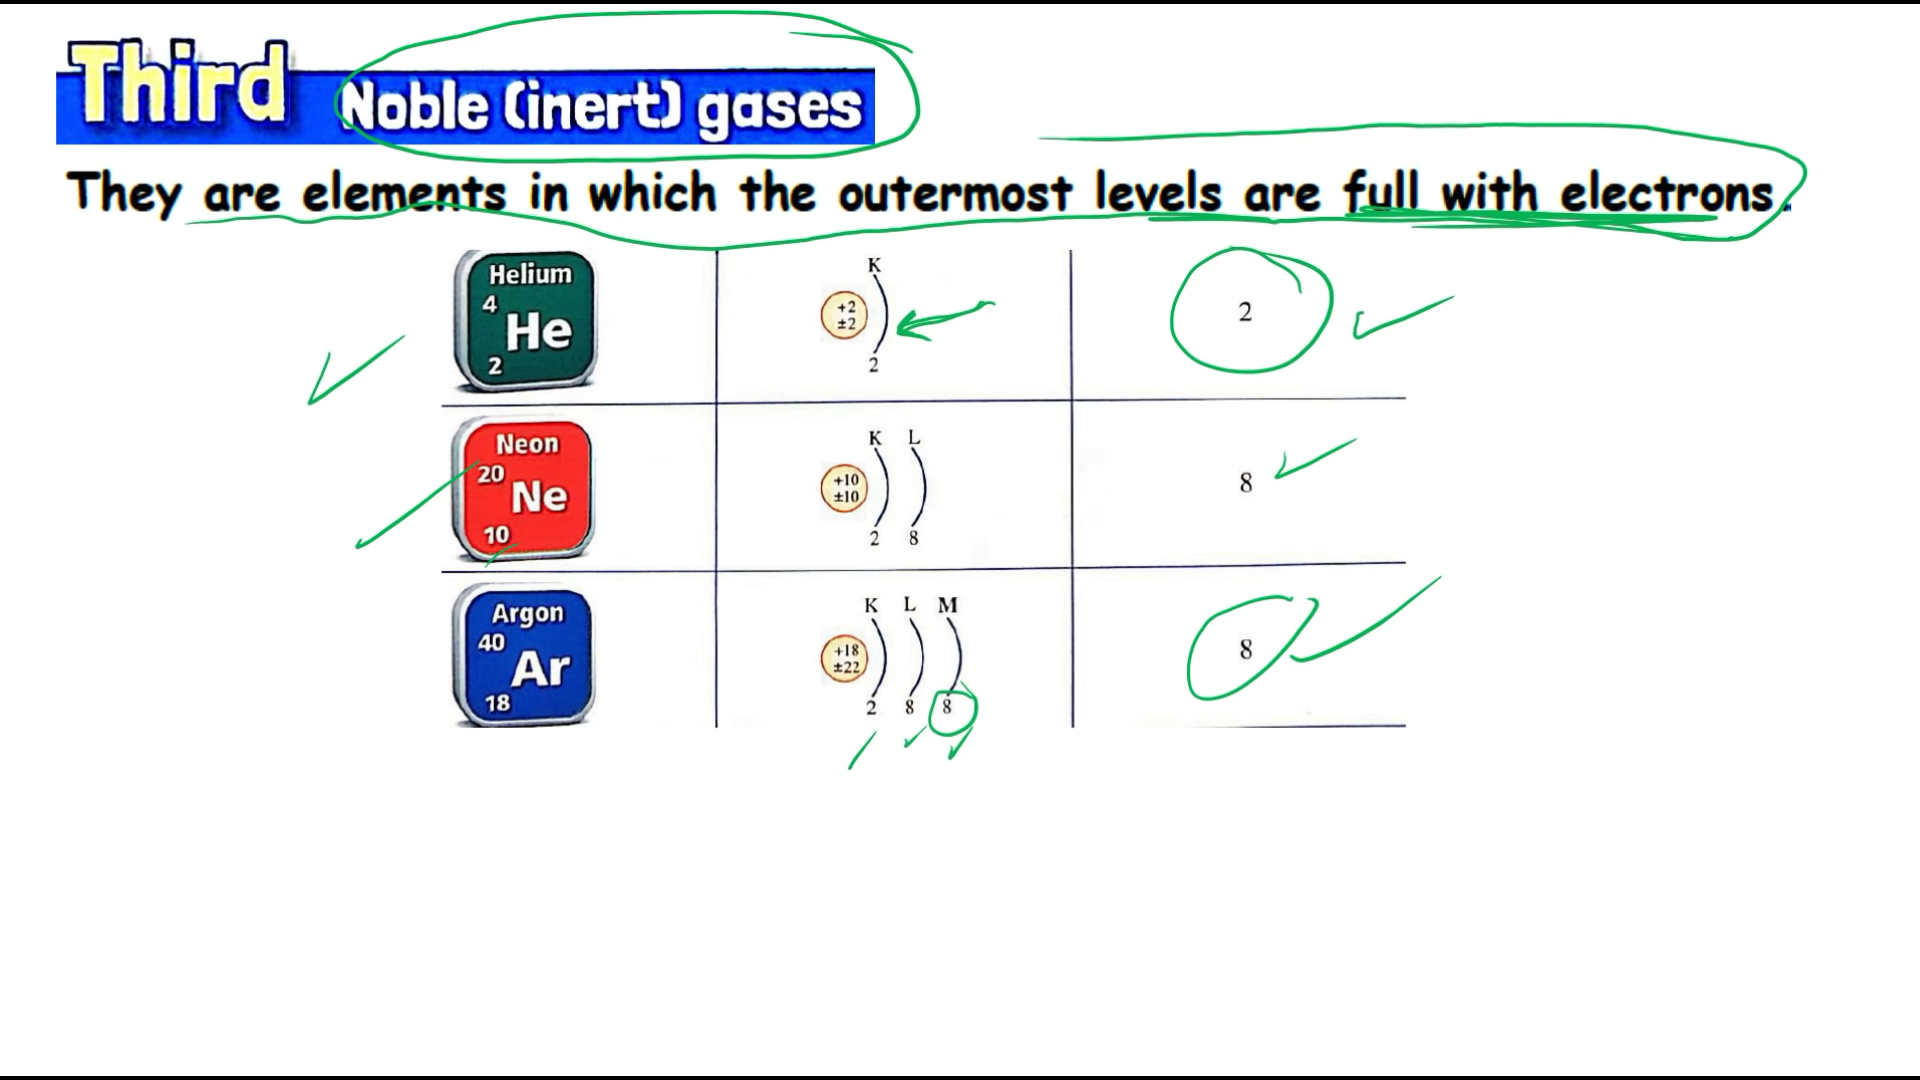 Third Noble (inert) gases
They are elements in which the outermost levels are full with electrons.
Helium
4
He
2
K
+2
±2
2
2
Neon
20
Ne
10
K L
+10
±10
2 8
8
Argon
40
Ar
18
K L M
+18
±22
2 8 8
8